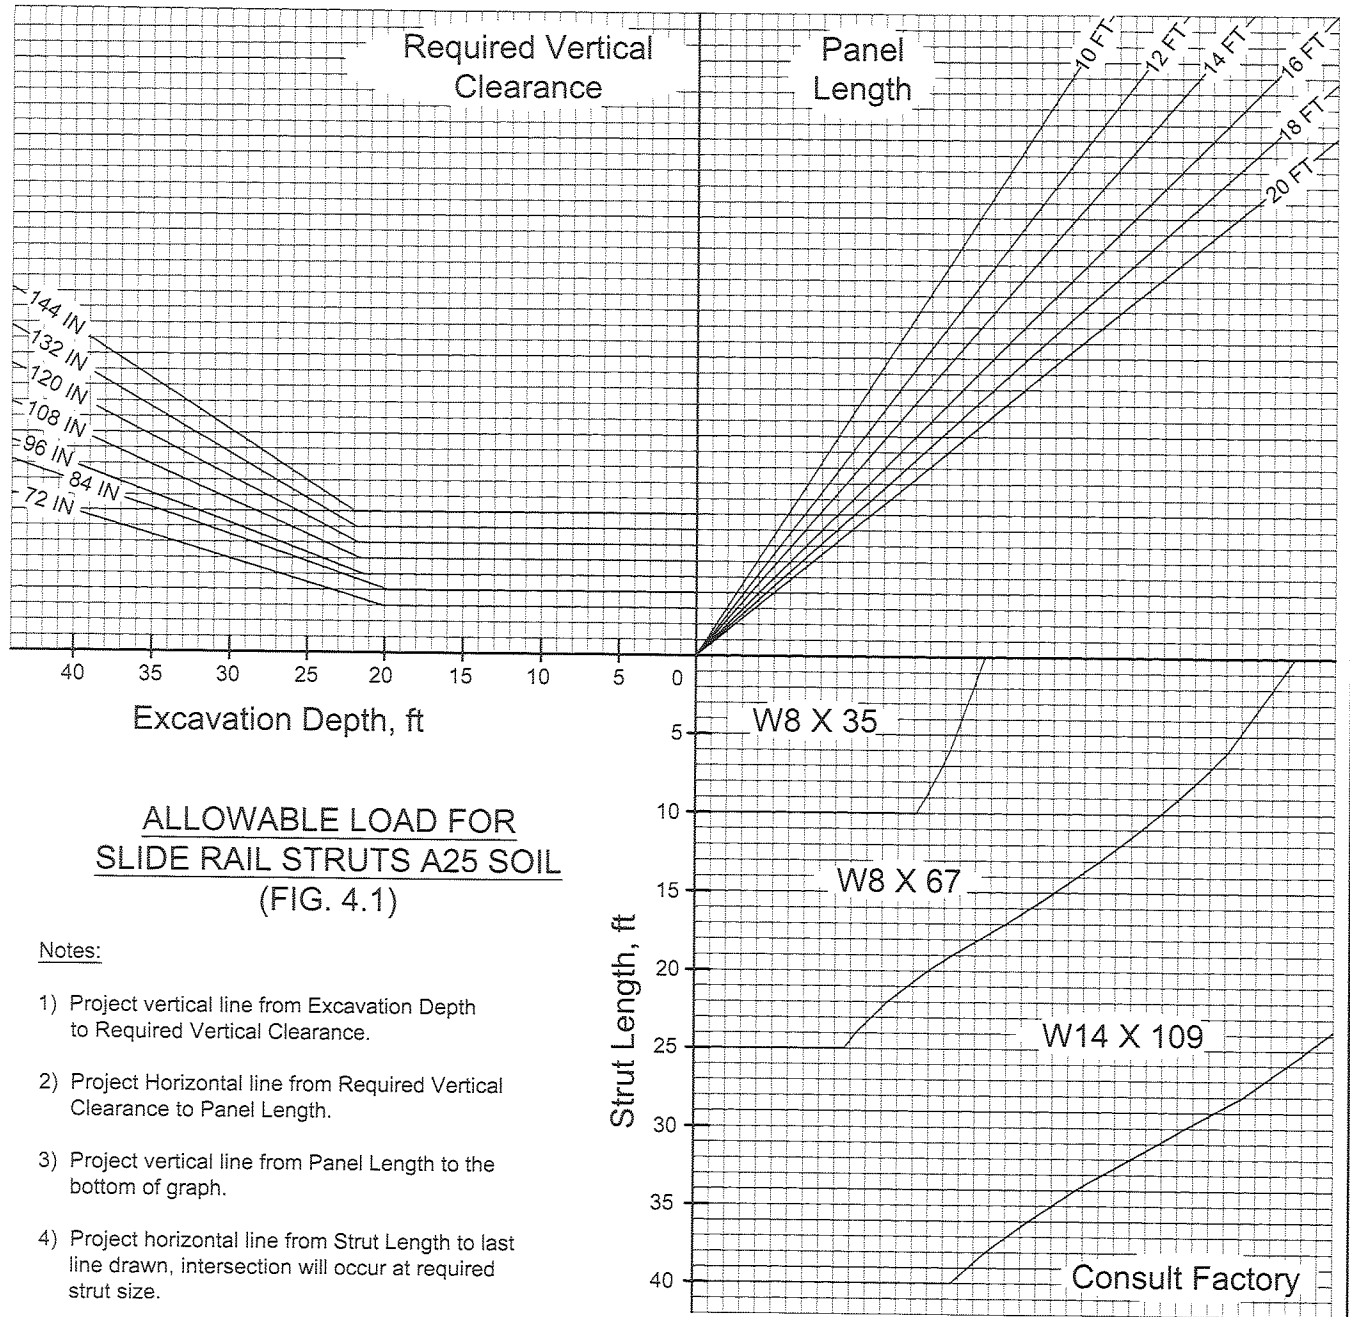 Required Vertical
Clearance
Panel
Length
10 FT
12 FT
14 FT
16 FT
18 FT
20 FT
144 IN
132 IN
120 IN
108 IN
96 IN
84 IN
72 IN
40 35 30 25 20 15 10 5 0
Excavation Depth, ft
W8 X 35
5
10
W8 X 67
15
20
25
W14 X 109
30
35
40
Strut Length, ft
Consult Factory
ALLOWABLE LOAD FOR
SLIDE RAIL STRUTS A25 SOIL
(FIG. 4.1)
Notes:
1) Project vertical line from Excavation Depth
to Required Vertical Clearance.
2) Project Horizontal line from Required Vertical
Clearance to Panel Length.
3) Project vertical line from Panel Length to the
bottom of graph.
4) Project horizontal line from Strut Length to last
line drawn, intersection will occur at required
strut size.